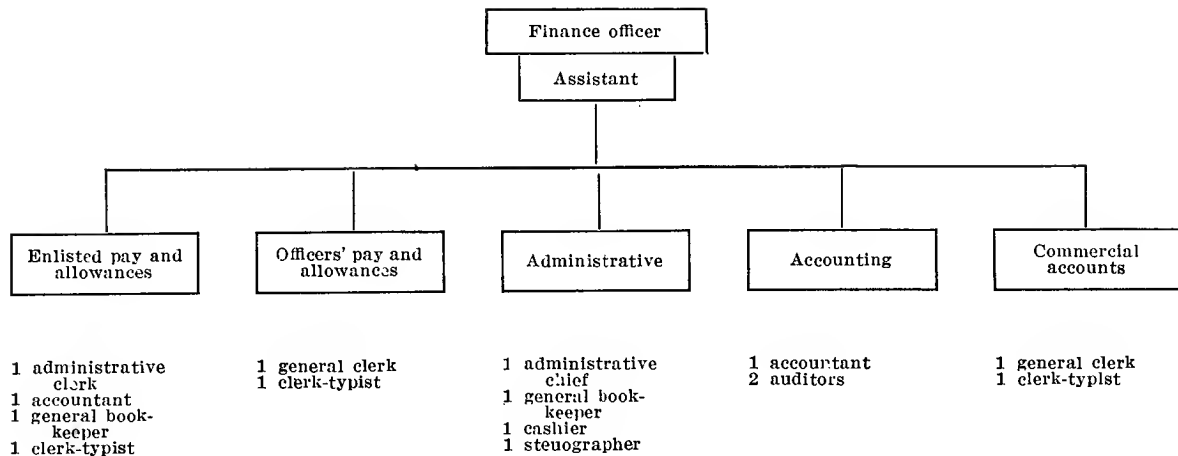 Finance officer
Assistant
Enlisted pay and
allowances
Officers' pay and
allowances
Administrative
Accounting
Commercial
accounts
1 administrative
clerk
1 accountant
1 general book-
keeper
1 clerk-typist
1 general clerk
1 clerk-typist
1 administrative
chief
1 general book-
keeper
1 cashier
1 steuographer
1 accountant
2 auditors
1 general clerk
1 clerk-typist